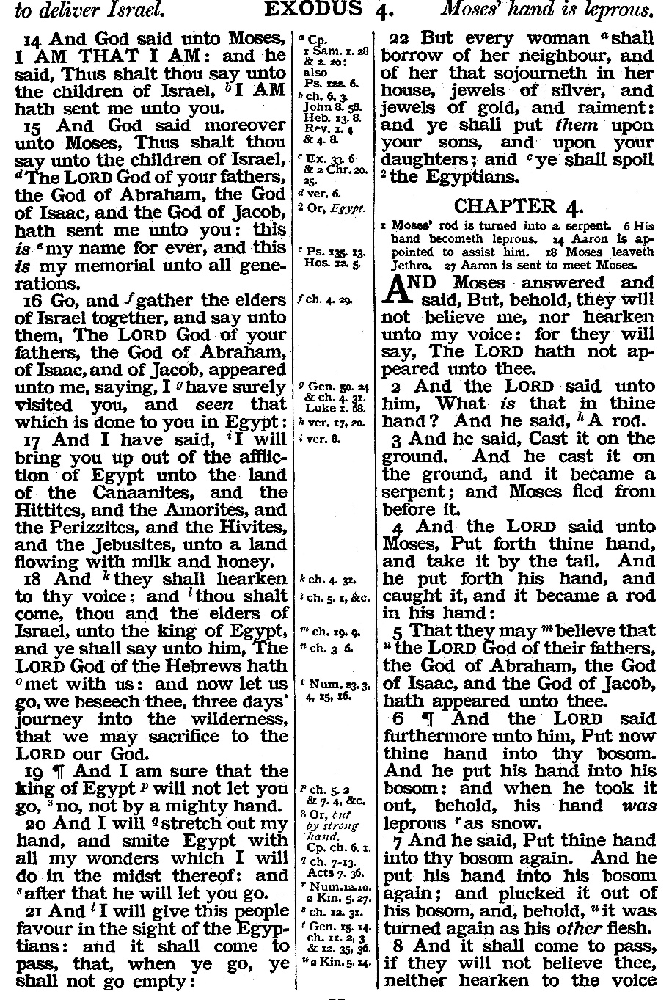 to deliver Israel.
EXODUS 4.
Moses' hand is leprous.
14 And God said unto Moses,
I AM THAT I AM: and he
said, Thus shalt thou say unto
the children of Israel, b I AM
hath sent me unto you.
15 And God said moreover
unto Moses, Thus shalt thou
say unto the children of Israel,
d The LORD God of your fathers,
the God of Abraham, the God
of Isaac, and the God of Jacob,
hath sent me unto you: this
is e my name for ever, and this
is my memorial unto all gene-
rations.
16 Go, and f gather the elders
of Israel together, and say unto
them, The LORD God of your
fathers, the God of Abraham,
of Isaac, and of Jacob, appeared
unto me, saying, I g have surely
visited you, and seen that
which is done to you in Egypt:
17 And I have said, i I will
bring you up out of the afflic-
tion of Egypt unto the land
of the Canaanites, and the
Hittites, and the Amorites, and
the Perizzites, and the Hivites,
and the Jebusites, unto a land
flowing with milk and honey.
18 And k they shall hearken
to thy voice: and l thou shalt
come, thou and the elders of
Israel, unto the king of Egypt,
and ye shall say unto him, The
LORD God of the Hebrews hath
o met with us: and now let us
go, we beseech thee, three days'
journey into the wilderness,
that we may sacrifice to the
LORD our God.
19 ¶ And I am sure that the
king of Egypt p will not let you
go, 3 no, not by a mighty hand.
20 And I will q stretch out my
hand, and smite Egypt with
all my wonders which I will
do in the midst thereof: and
s after that he will let you go.
21 And t I will give this people
favour in the sight of the Egyp-
tians: and it shall come to
pass, that, when ye go, ye
shall not go empty:
a Cp.
1 Sam. 1. 28
& 2. 20:
also
Ps. 122. 6.
b ch. 6. 3.
John 8. 58.
Heb. 13. 8.
Rev. 1. 4
& 4. 8.
c Ex. 33. 6
& 2 Chr. 20.
25.
d ver. 6.
2 Or, Egypt.
e Ps. 135. 13.
Hos. 12. 5.
f ch. 4. 29.
g Gen. 50. 24
& ch. 4. 31.
Luke 1. 68.
h ver. 17, 20.
i ver. 8.
k ch. 4. 31.
l ch. 5. 1, &c.
m ch. 19. 9.
n ch. 3 6.
Num. 23. 3,
4, 15, 16.
p ch. 5. 2
& 7. 4, &c.
3 Or, but
by strong
hand.
Cp. ch. 6. 1.
q ch. 7-13.
Acts 7. 36.
r Num. 12. 10.
2 Kin. 5. 27.
s ch. 12. 31.
t Gen. 15. 14.
ch. 11. 2, 3
& 12. 35, 36.
u 2 Kin. 5. 14.
22 But every woman a shall
borrow of her neighbour, and
of her that sojourneth in her
house, jewels of silver, and
jewels of gold, and raiment:
and ye shall put them upon
your sons, and upon your
daughters; and c ye shall spoil
2 the Egyptians.
CHAPTER 4.
1 Moses' rod is turned into a serpent. 6 His
hand becometh leprous. 14 Aaron is ap-
pointed to assist him. 18 Moses leaveth
Jethro. 27 Aaron is sent to meet Moses.
AND Moses answered and
said, But, behold, they will
not believe me, nor hearken
unto my voice: for they will
say, The LORD hath not ap-
peared unto thee.
2 And the LORD said unto
him, What is that in thine
hand? And he said, h A rod.
3 And he said, Cast it on the
ground. And he cast it on
the ground, and it became a
serpent; and Moses fled from
before it.
4 And the LORD said unto
Moses, Put forth thine hand,
and take it by the tail. And
he put forth his hand, and
caught it, and it became a rod
in his hand:
5 That they may m believe that
n the LORD God of their fathers,
the God of Abraham, the God
of Isaac, and the God of Jacob,
hath appeared unto thee.
6 ¶ And the LORD said
furthermore unto him, Put now
thine hand into thy bosom.
And he put his hand into his
bosom: and when he took it
out, behold, his hand was
leprous r as snow.
7 And he said, Put thine hand
into thy bosom again. And he
put his hand into his bosom
again; and plucked it out of
his bosom, and, behold, u it was
turned again as his other flesh.
8 And it shall come to pass,
if they will not believe thee,
neither hearken to the voice